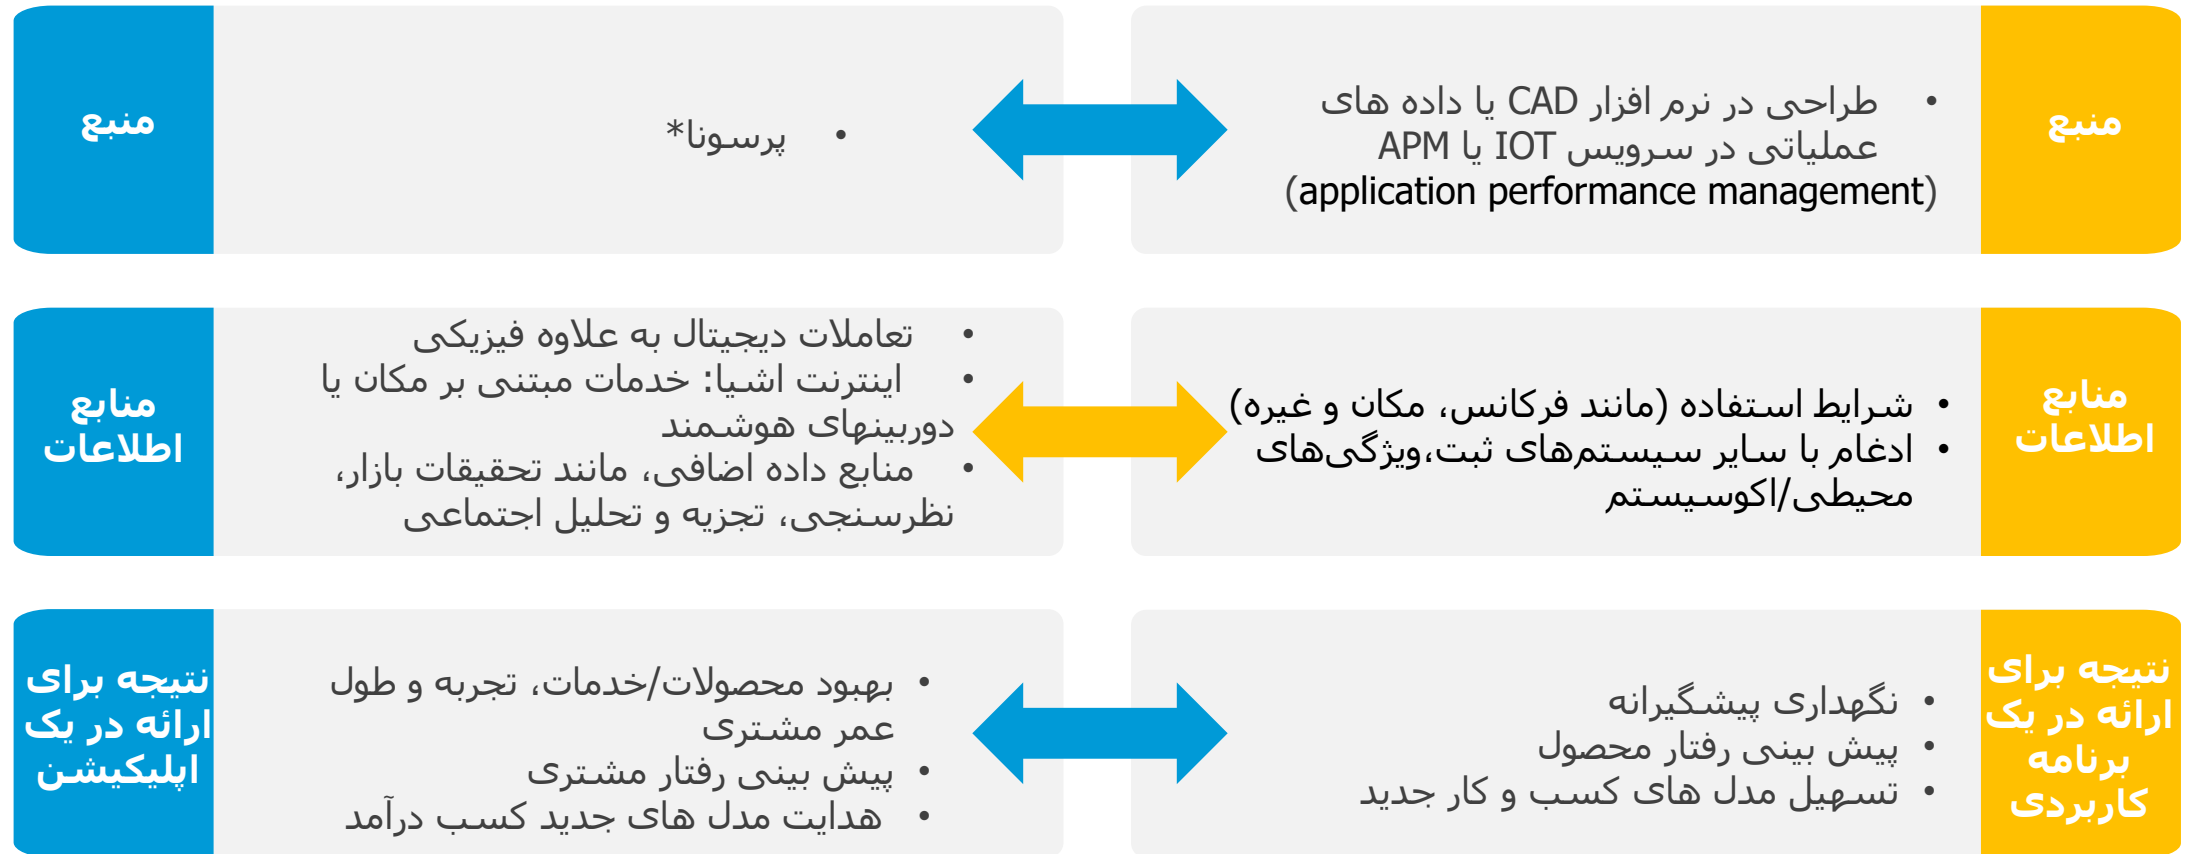 منبع
• طراحی در نرم افزار CAD یا داده های
عملیاتی در سرویس IOT یا APM
(application performance management)
• پرسونا*
منبع
منابع
اطلاعات
• شرایط استفاده (مانند فرکانس، مکان و غیره)
• ادغام با سایر سیستم‌های ثبت،ویژگی‌های
محیطی/اکوسیستم
• تعاملات دیجیتال به علاوه فیزیکی
• اینترنت اشیا: خدمات مبتنی بر مکان یا
دوربینهای هوشمند
• منابع داده اضافی، مانند تحقیقات بازار،
نظرسنجی، تجزیه و تحلیل اجتماعی
منابع
اطلاعات
نتیجه برای
ارائه در یک
برنامه
کاربردی
• نگهداری پیشگیرانه
• پیش بینی رفتار محصول
• تسهیل مدل های کسب و کار جدید
• بهبود محصولات/خدمات، تجربه و طول
عمر مشتری
• پیش بینی رفتار مشتری
• هدایت مدل های جدید کسب درآمد
نتیجه برای
ارائه در یک
اپلیکیشن